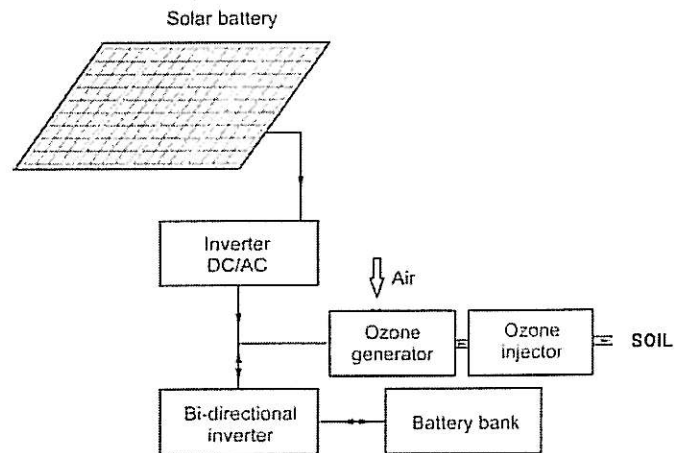 Solar battery
Inverter
DC/AC
Air
Ozone
generator
Ozone
injector
SOIL
Bi-directional
inverter
Battery bank